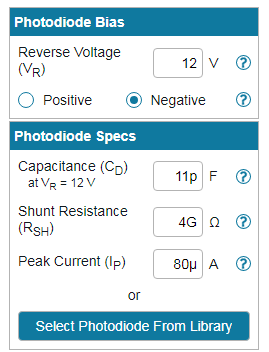 Photodiode Bias
Reverse Voltage
(VR)
12 V ?
Positive
Negative ?
Photodiode Specs
Capacitance (CD)
at VR = 12 V
11p F ?
Shunt Resistance
(RSH)
4G Ω ?
Peak Current (IP)
80μ A ?
or
Select Photodiode From Library